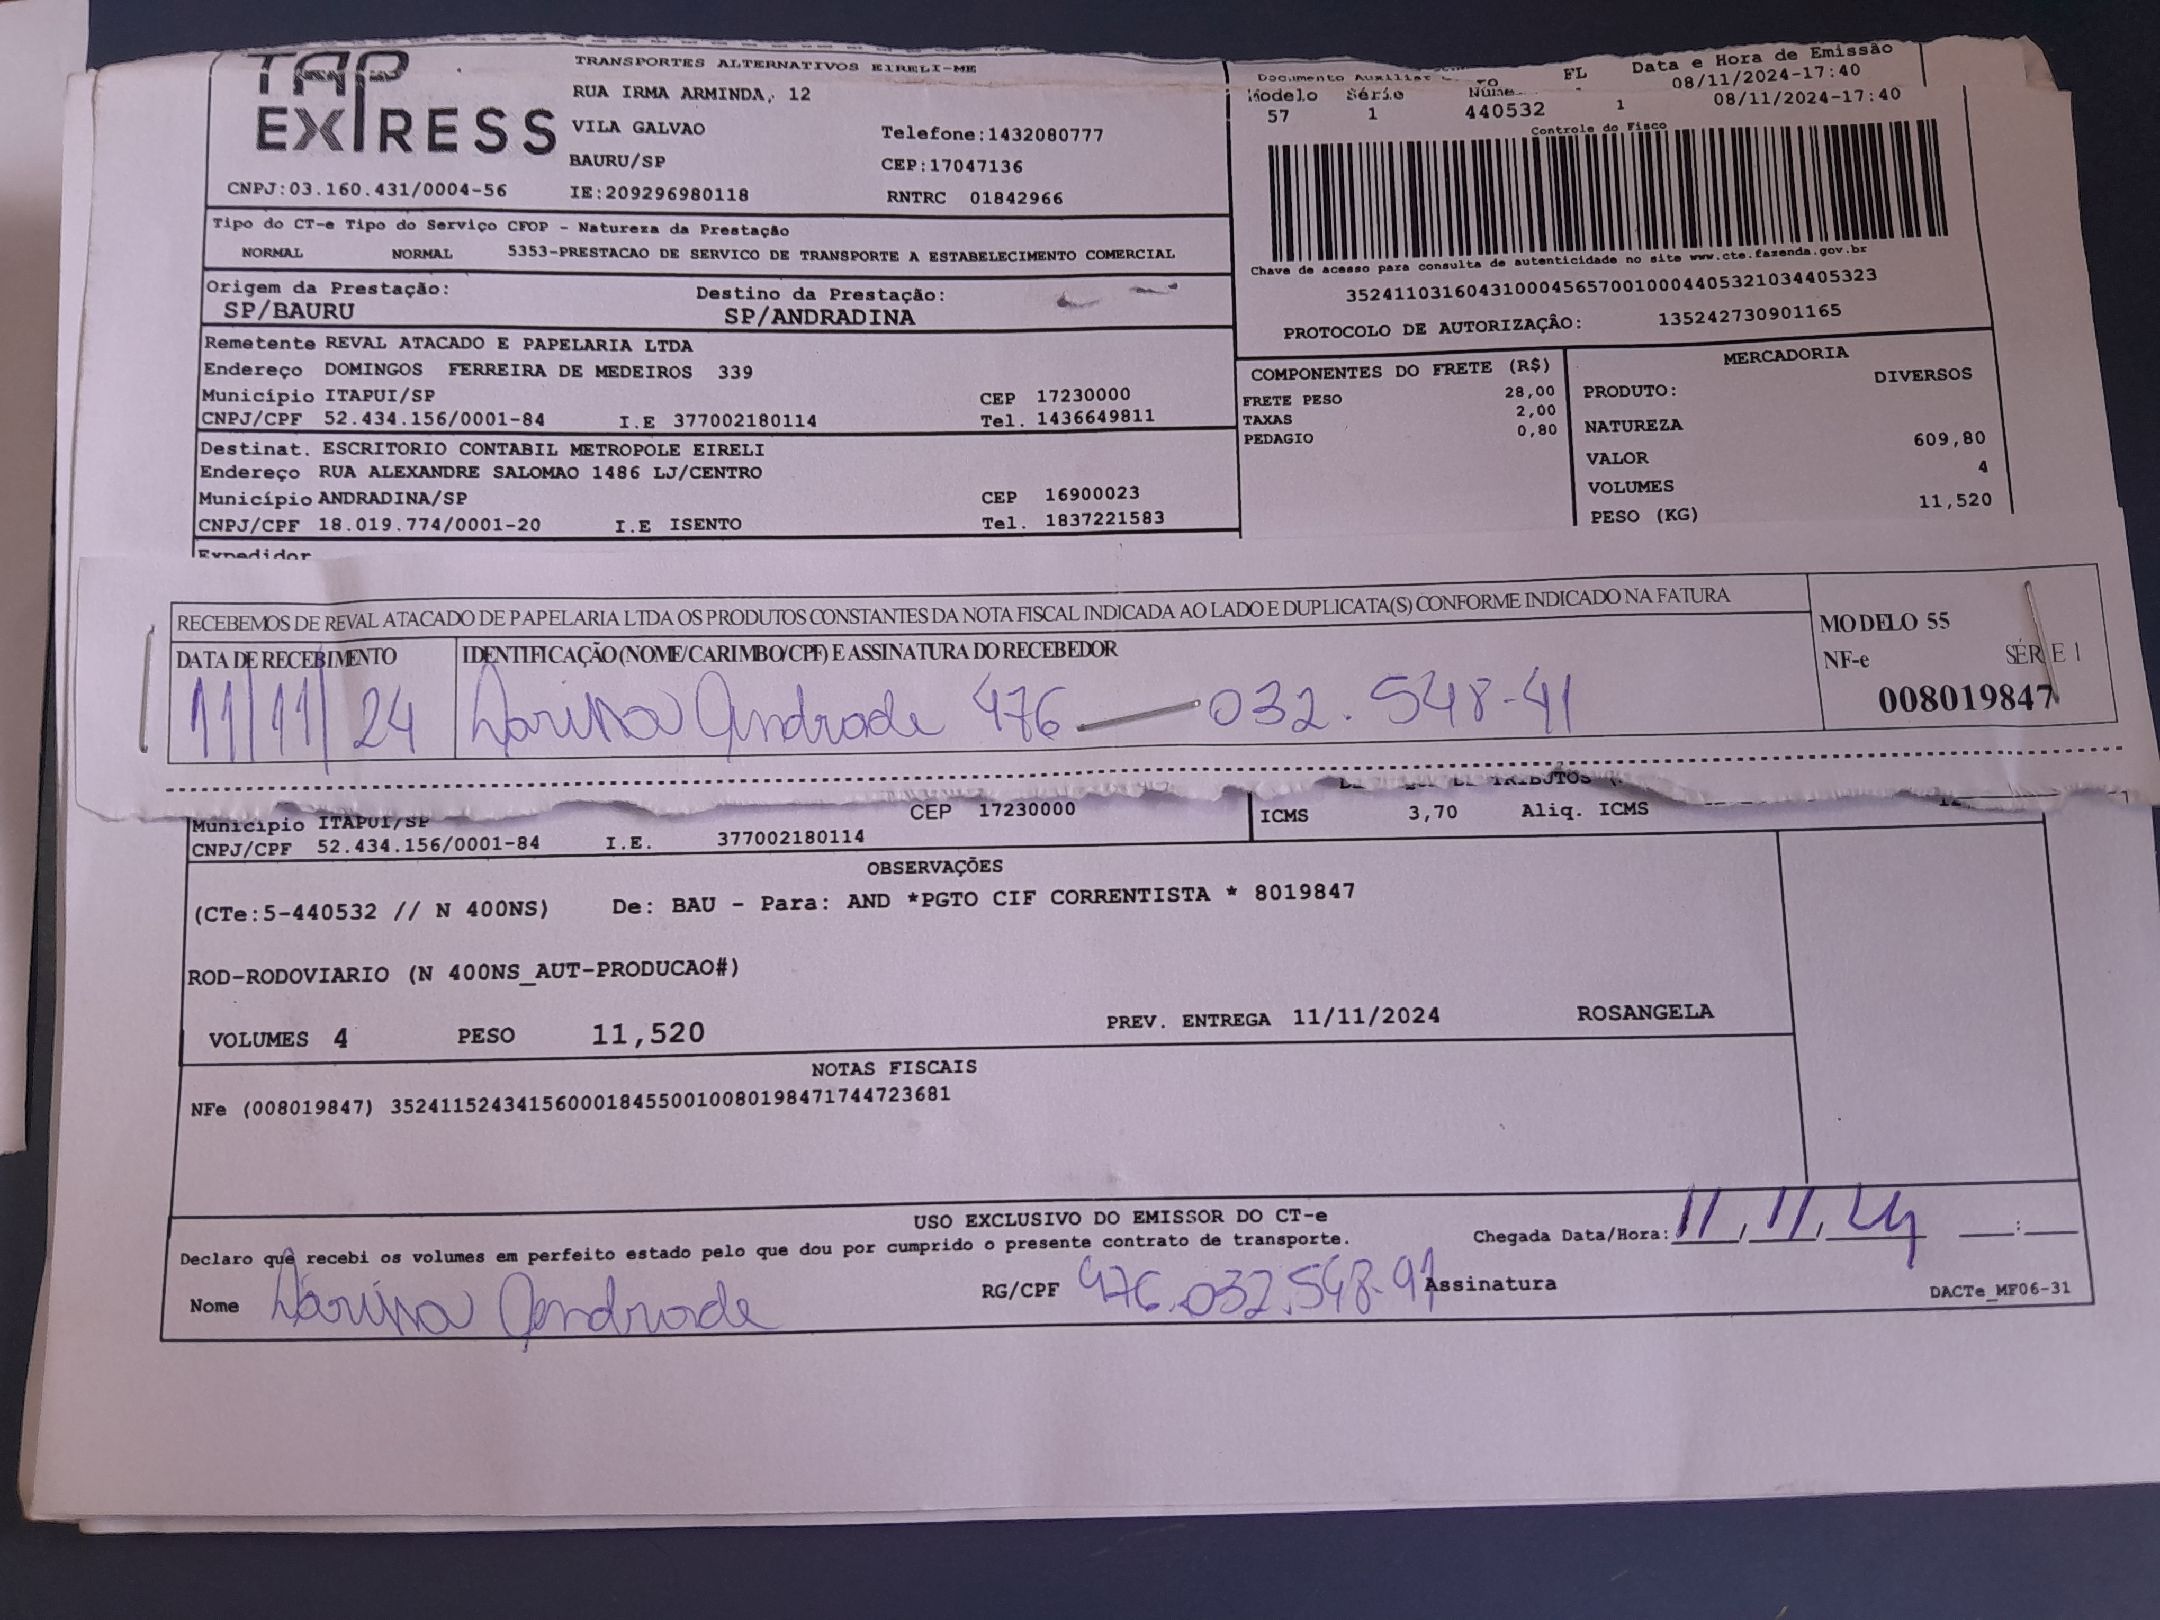 TAP
EXPRESS
TRANSPORTES ALTERNATIVOS EIRELI-ME
RUA IRMA ARMINDA, 12
VILA GALVAO Telefone:1432080777
BAURU/SP CEP:17047136
CNPJ:03.160.431/0004-56 IE:209296980118 RNTRC 01842966
Documento Auxiliar FL Data e Hora de Emissão
08/11/2024-17:40
Modelo Série
57 1 440532 1 08/11/2024-17:40
Controle do Fisco
Chave de acesso para consulta de autenticidade no site www.cte.fazenda.gov.br
35241103160431000456570010004405321034405323
PROTOCOLO DE AUTORIZAÇÂO: 135242730901165
Tipo do CT-e Tipo do Serviço CFOP - Natureza da Prestação
NORMAL NORMAL 5353-PRESTACAO DE SERVICO DE TRANSPORTE A ESTABELECIMENTO COMERCIAL
Origem da Prestação: Destino da Prestação:
SP/BAURU SP/ANDRADINA
Remetente REVAL ATACADO E PAPELARIA LTDA
Endereço DOMINGOS FERREIRA DE MEDEIROS 339
Município ITAPUI/SP CEP 17230000
CNPJ/CPF 52.434.156/0001-84 I.E 377002180114 Tel. 1436649811
Destinat. ESCRITORIO CONTABIL METROPOLE EIRELI
Endereço RUA ALEXANDRE SALOMAO 1486 LJ/CENTRO
Município ANDRADINA/SP CEP 16900023
CNPJ/CPF 18.019.774/0001-20 I.E ISENTO Tel. 1837221583
Expedidor
COMPONENTES DO FRETE (R$)
FRETE PESO 28,00
TAXAS 2,00
PEDAGIO 0,80
MERCADORIA
PRODUTO: DIVERSOS
NATUREZA
VALOR 609,80
VOLUMES 4
PESO (KG) 11,520
RECEBEMOS DE REVAL ATACADO DE PAPELARIA LTDA OS PRODUTOS CONSTANTES DA NOTA FISCAL INDICADA AO LADO E DUPLICATA(S) CONFORME INDICADO NA FATURA
DATA DE RECEBIMENTO IDENTIFICAÇÃO (NOME/CARIMBO/CPF) E ASSINATURA DO RECEBEDOR
11/11/24 Larissa Andrade 476 032.548-41
MODELO 55
NF-e SÉRIE 1
008019847
Município ITAPUI/SP CEP 17230000
CNPJ/CPF 52.434.156/0001-84 I.E. 377002180114
ICMS 3,70 Aliq. ICMS
OBSERVAÇÕES
(CTe:5-440532 // N 400NS) De: BAU - Para: AND *PGTO CIF CORRENTISTA * 8019847
ROD-RODOVIARIO (N 400NS_AUT-PRODUCAO#)
VOLUMES 4 PESO 11,520 PREV. ENTREGA 11/11/2024 ROSANGELA
NOTAS FISCAIS
NFe (008019847) 35241152434156000184550010080198471744723681
USO EXCLUSIVO DO EMISSOR DO CT-e
Declaro que recebi os volumes em perfeito estado pelo que dou por cumprido o presente contrato de transporte.
Chegada Data/Hora: 11/11/24 __:__
Nome Larissa Andrade RG/CPF 476.032.548-41 Assinatura
DACTe_MF06-31